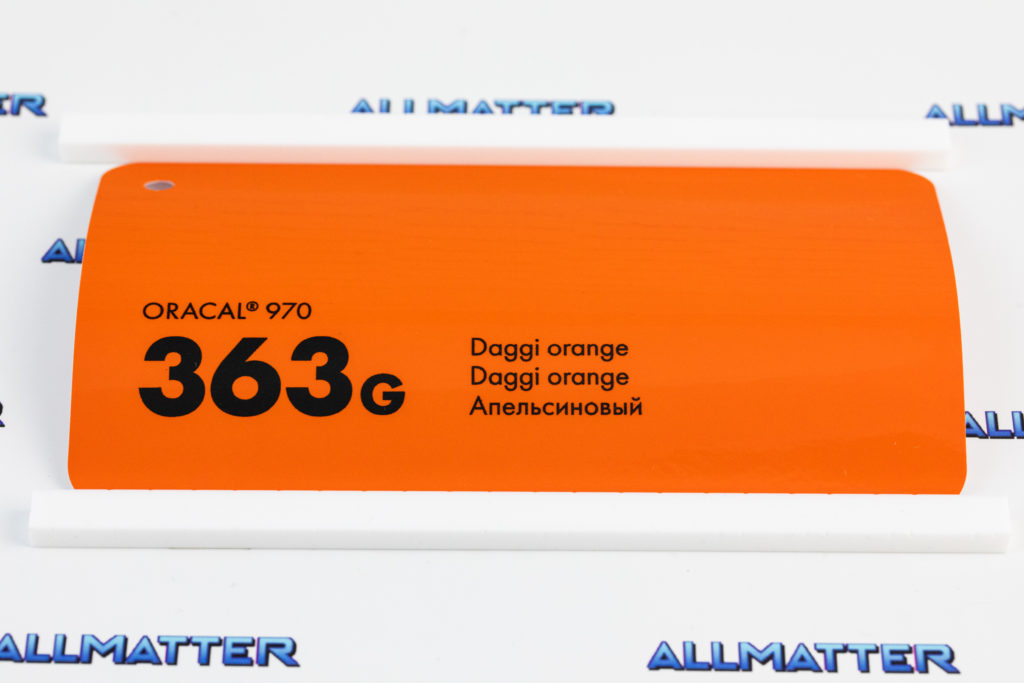 ALLMATTER
ORACAL® 970
363G
Daggi orange
Daggi orange
Апельсиновый
ALLMATTER
ALLMATTER